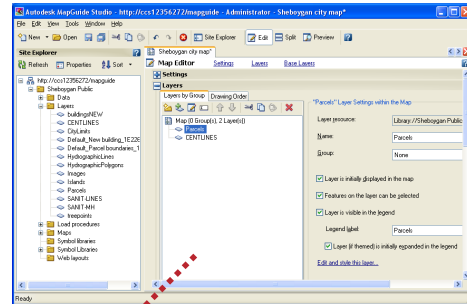 Autodesk MapGuide Studio - http://ccs12356272/mapguide - Administrator - Sheboygan city map*
File Edit View Tools Window Help
New Open Site Explorer Edit Split Preview
Site Explorer
Refresh Properties Sort
http://ccs12356272/mapguide
Sheboygan Public
Data
Layers
buildingsNEW
CENTLINES
CityLimits
Default_New building_1E22E
Default_Parcel boundaries_1
HydrographicLines
HydrographicPolygons
Images
Islands
Parcels
SANIT-LINES
SANIT-MH
treepoints
Load procedures
Maps
Symbol libraries
Symbol Libraries
Web layouts
Sheboygan city map*
Map Editor Settings Layers Base Layers
Settings
Layers
Layers by Group Drawing Order
Map (0 Group(s), 2 Layer(s))
Parcels
CENTLINES
"Parcels" Layer Settings within the Map
Layer resource: Library://Sheboygan Public
Name: Parcels
Group: None
Layer is initially displayed in the map
Features on the layer can be selected
Layer is visible in the legend
Legend label: Parcels
Layer (if themed) is initially expanded in the legend
Edit and style this layer...
Ready